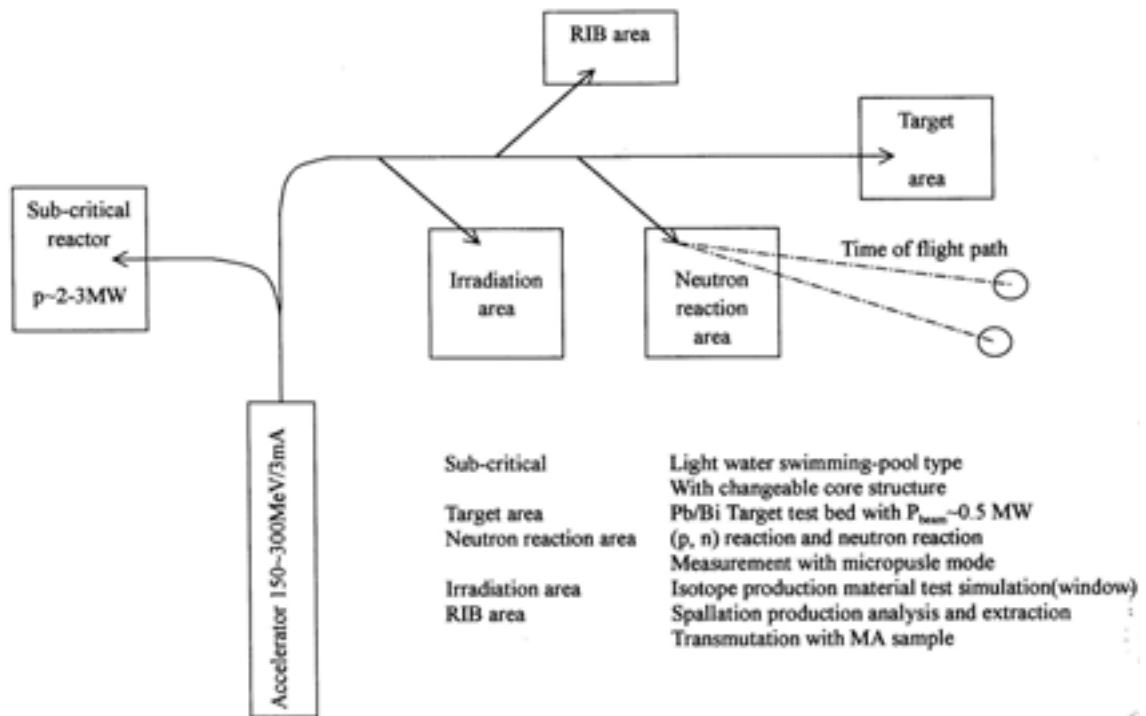 RIB area
Target
area
Sub-critical
reactor
p~2-3MW
Irradiation
area
Neutron
reaction
area
Time of flight path
Accelerator 150~300MeV/3mA
Sub-critical Light water swimming-pool type
With changeable core structure
Target area Pb/Bi Target test bed with Pbeam~0.5 MW
Neutron reaction area (p, n) reaction and neutron reaction
Measurement with micropusle mode
Irradiation area Isotope production material test simulation(window)
RIB area Spallation production analysis and extraction
Transmutation with MA sample